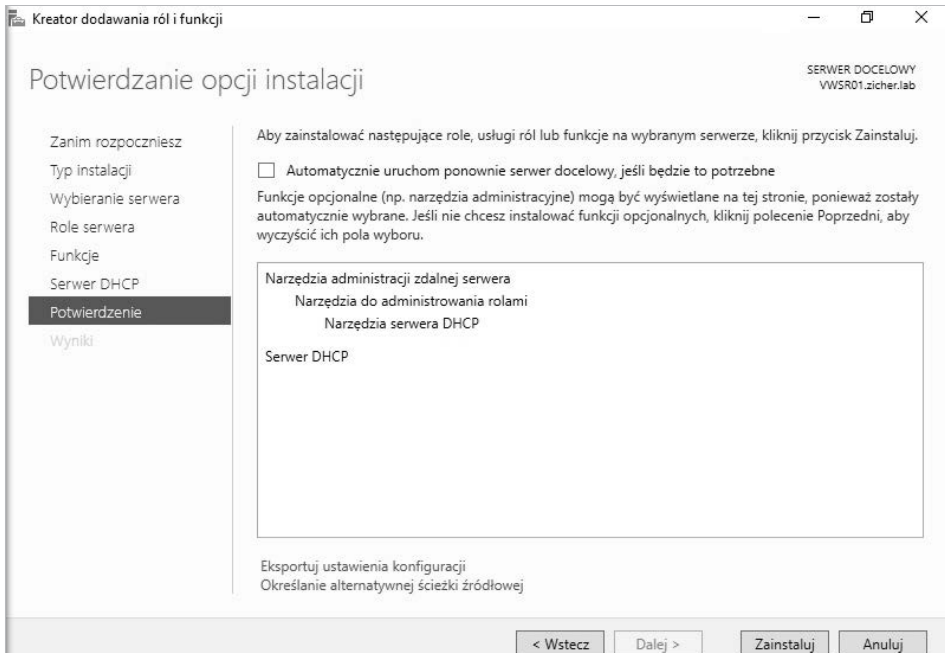 Kreator dodawania ról i funkcji
Potwierdzanie opcji instalacji
SERWER DOCELOWY
VWSR01.zicher.lab
Zanim rozpoczniesz
Typ instalacji
Wybieranie serwera
Role serwera
Funkcje
Serwer DHCP
Potwierdzenie
Wyniki
Aby zainstalować następujące role, usługi ról lub funkcje na wybranym serwerze, kliknij przycisk Zainstaluj.
Automatycznie uruchom ponownie serwer docelowy, jeśli będzie to potrzebne
Funkcje opcjonalne (np. narzędzia administracyjne) mogą być wyświetlane na tej stronie, ponieważ zostały
automatycznie wybrane. Jeśli nie chcesz instalować funkcji opcjonalnych, kliknij polecenie Poprzedni, aby
wyczyścić ich pola wyboru.
Narzędzia administracji zdalnej serwera
Narzędzia do administrowania rolami
Narzędzia serwera DHCP
Serwer DHCP
Eksportuj ustawienia konfiguracji
Określanie alternatywnej ścieżki źródłowej
< Wstecz Dalej > Zainstaluj Anuluj